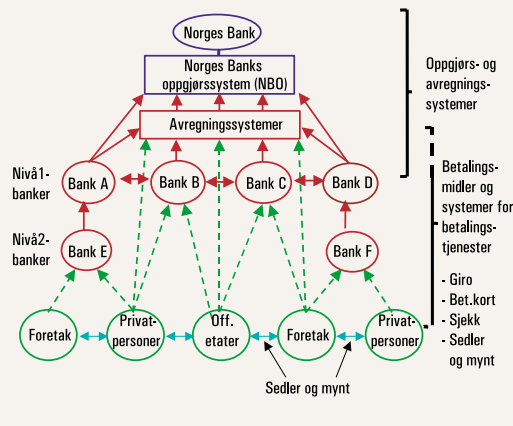 Norges Bank
Norges Banks
oppgjørssystem (NBO)
Avregningssystemer
Oppgjørs- og
avregnings-
systemer
Nivå1-
banker
Bank A
Bank B
Bank C
Bank D
Nivå2-
banker
Bank E
Bank F
Betalings-
midler og
systemer for
betalings-
tjenester
- Giro
- Bet.kort
- Sjekk
- Sedler
og mynt
Foretak
Privat-
personer
Off.
etater
Foretak
Privat-
personer
Sedler og mynt